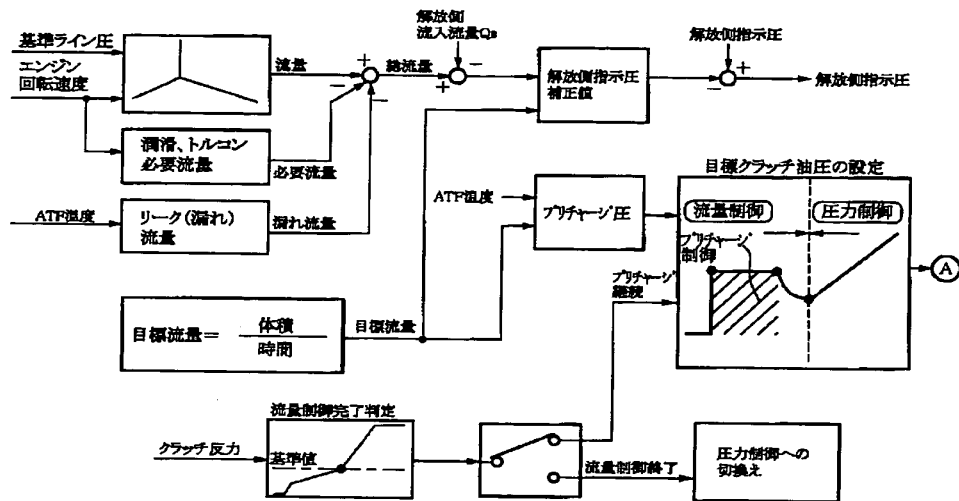 解放側
流入流量QB
解放側指示圧
基準ライン圧
エンジン
回転速度
流量
総流量
解放側指示圧
補正値
解放側指示圧
潤滑、トルコン
必要流量
必要流量
ATF温度
リーク(漏れ)
流量
漏れ流量
ATF温度
プリチャージ圧
目標クラッチ油圧の設定
流量制御
圧力制御
プリチャージ
制御
プリチャージ
継続
A
目標流量=
体積
時間
目標流量
流量制御完了判定
クラッチ反力
基準値
流量制御終了
圧力制御への
切換え